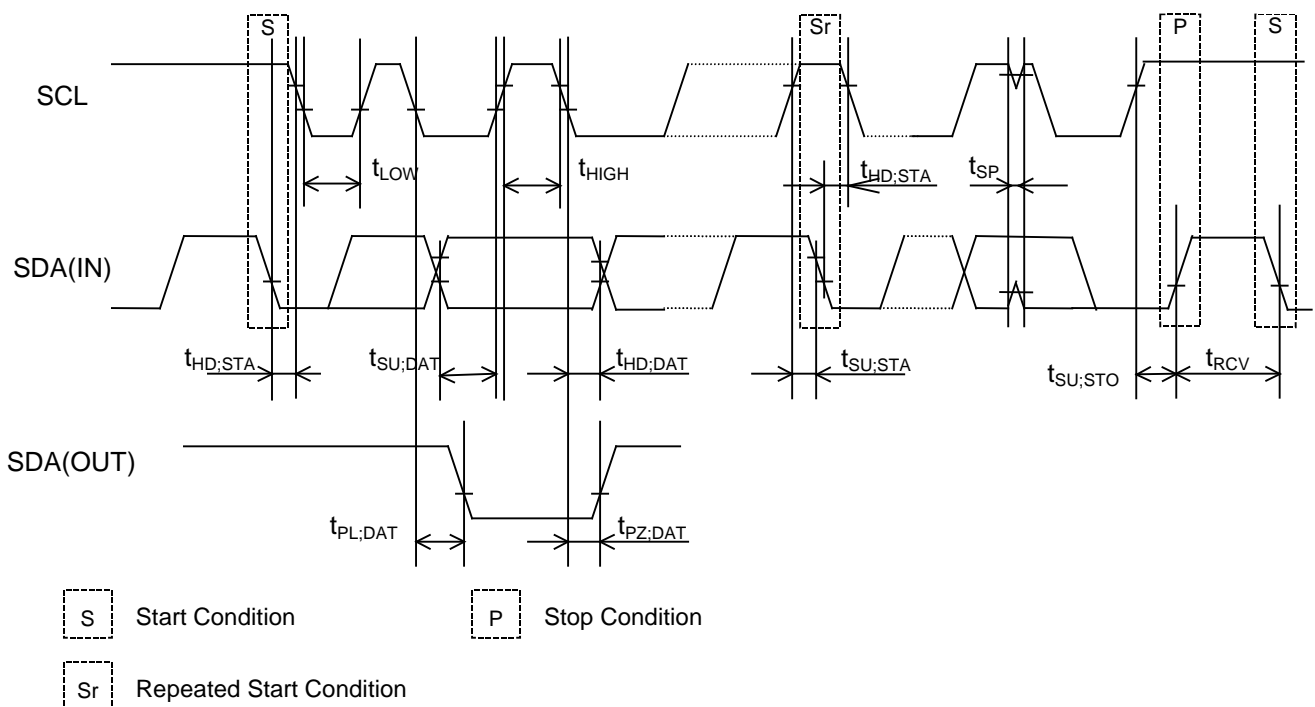 S Sr P S
SCL
tLOW tHIGH tHD;STA tSP
SDA(IN)
tHD;STA tSU;DAT tHD;DAT tSU;STA tSU;STO tRCV
SDA(OUT)
tPL;DAT tPZ;DAT
S Start Condition P Stop Condition
Sr Repeated Start Condition